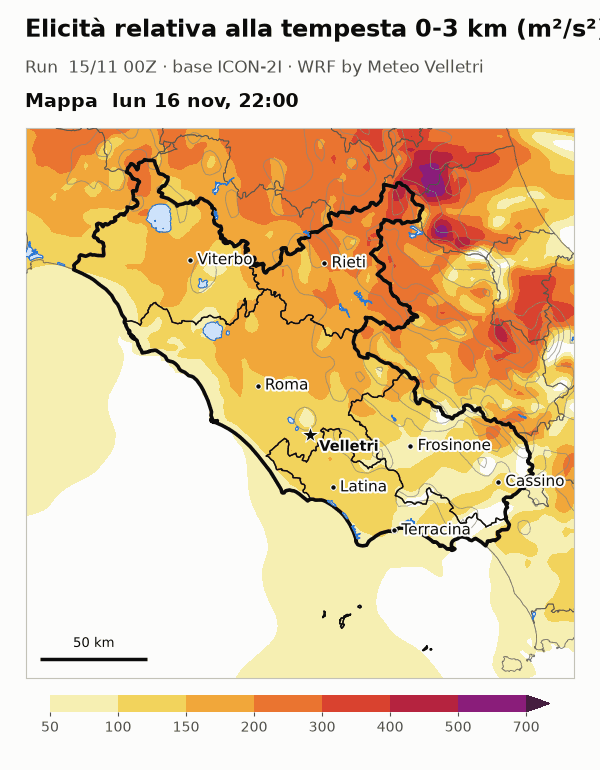 Elicità relativa alla tempesta 0-3 km (m²/s²)
Run  15/11 00Z · base ICON-2I · WRF by Meteo Velletri
Mappa  lun 16 nov, 22:00
Viterbo
Rieti
Roma
Velletri
Frosinone
Latina
Cassino
Terracina
50 km
50 100 150 200 300 400 500 700